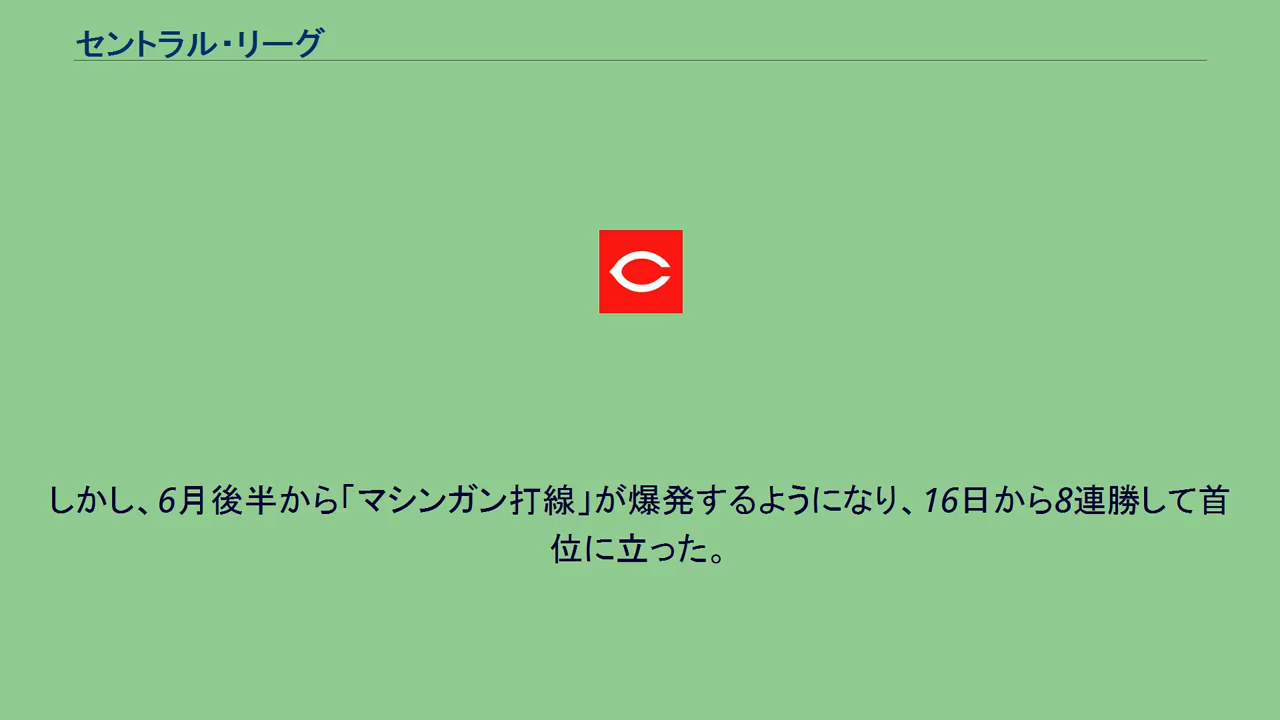 セントラル・リーグ
C
しかし、6月後半から「マシンガン打線」が爆発するようになり、16日から8連勝して首
位に立った。